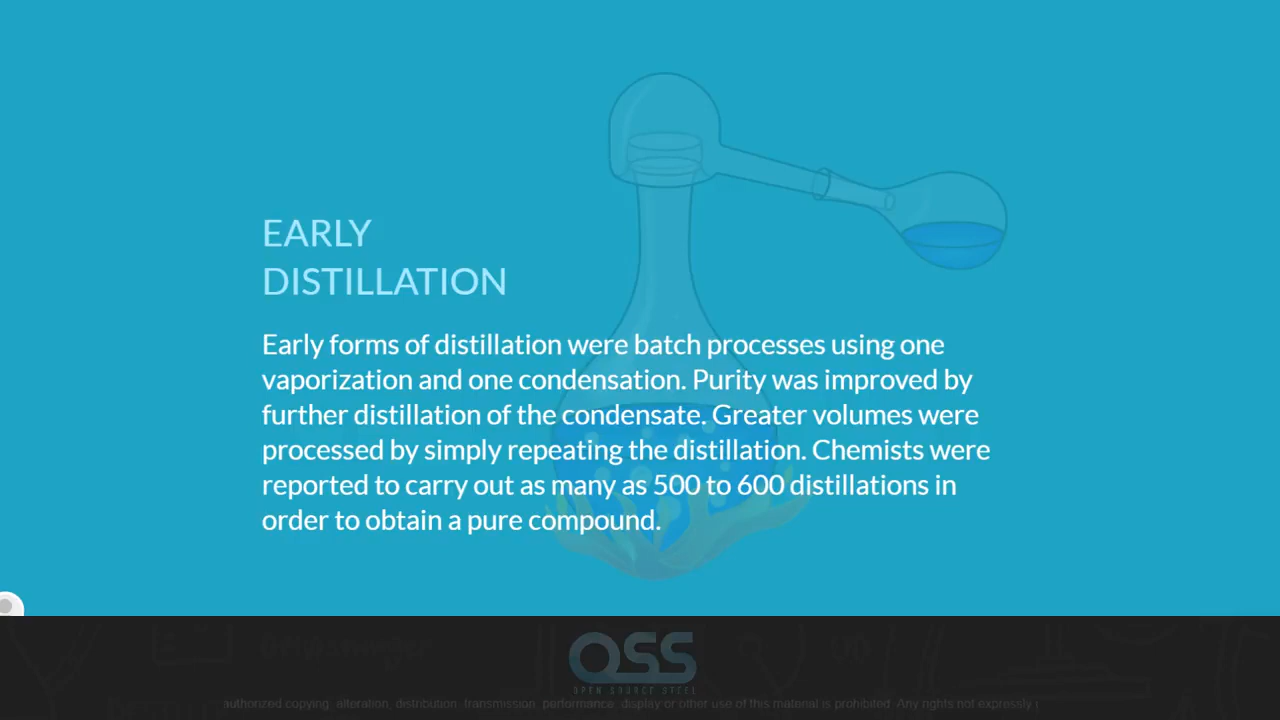 EARLY
DISTILLATION
Early forms of distillation were batch processes using one
vaporization and one condensation. Purity was improved by
further distillation of the condensate. Greater volumes were
processed by simply repeating the distillation. Chemists were
reported to carry out as many as 500 to 600 distillations in
order to obtain a pure compound.
OSS
OPEN SOURCE STEEL
authorized copying, alteration, distribution, transmission, performance, display or other use of this material is prohibited. Any rights not expressly